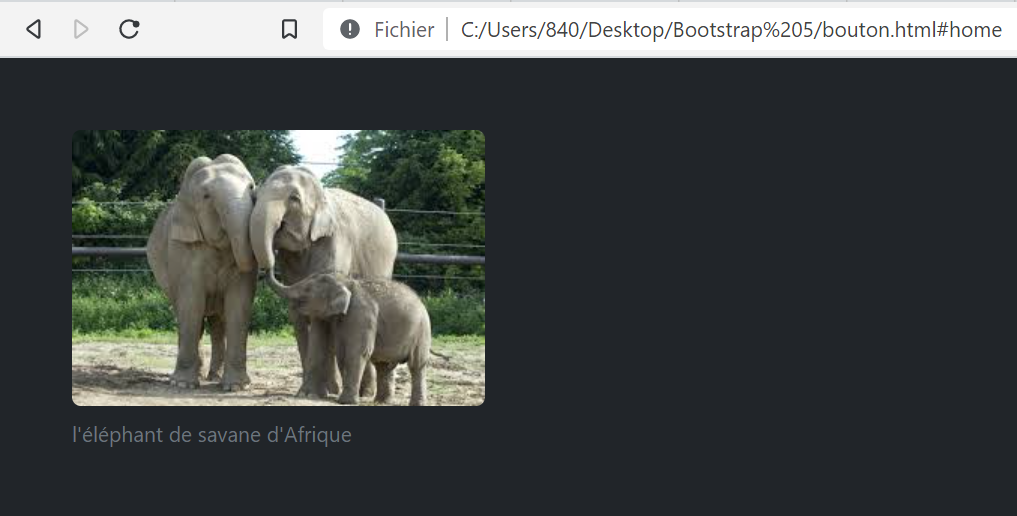 Fichier | C:/Users/840/Desktop/Bootstrap%205/bouton.html#home
l'éléphant de savane d'Afrique